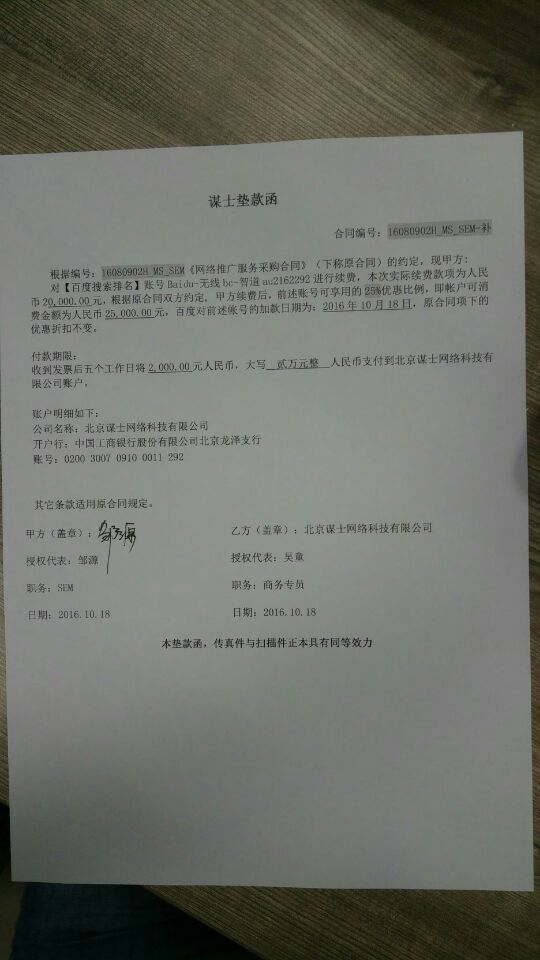 谋士垫款函
合同编号：16080902H_MS_SEM-补
根据编号：16080902H_MS_SEM《网络推广服务采购合同》（下称原合同）的约定，现甲方：
对【百度搜索排名】账号 Baidu-无线 bc-智道 au2162292 进行续费，本次实际续费款项为人民
币 20,000.00 元，根据原合同双方约定，甲方续费后，前述账号可享用的 25%优惠比例，即帐户可消
费金额为人民币 25,000.00 元，百度对前述帐号的加款日期为：2016 年 10 月 18 日，原合同项下的
优惠折扣不变。
付款期限：
收到发票后五个工作日将 2,000.00 元人民币，大写 贰万元整 人民币支付到北京谋士网络科技有
限公司账户。
账户明细如下：
公司名称：北京谋士网络科技有限公司
开户行：中国工商银行股份有限公司北京龙泽支行
账号：0200 3007 0910 0011 292
其它条款适用原合同规定。
甲方（盖章）：
乙方（盖章）：北京谋士网络科技有限公司
授权代表：邹源
授权代表：吴童
职务：SEM
职务：商务专员
日期：2016.10.18
日期：2016.10.18
本垫款函，传真件与扫描件正本具有同等效力